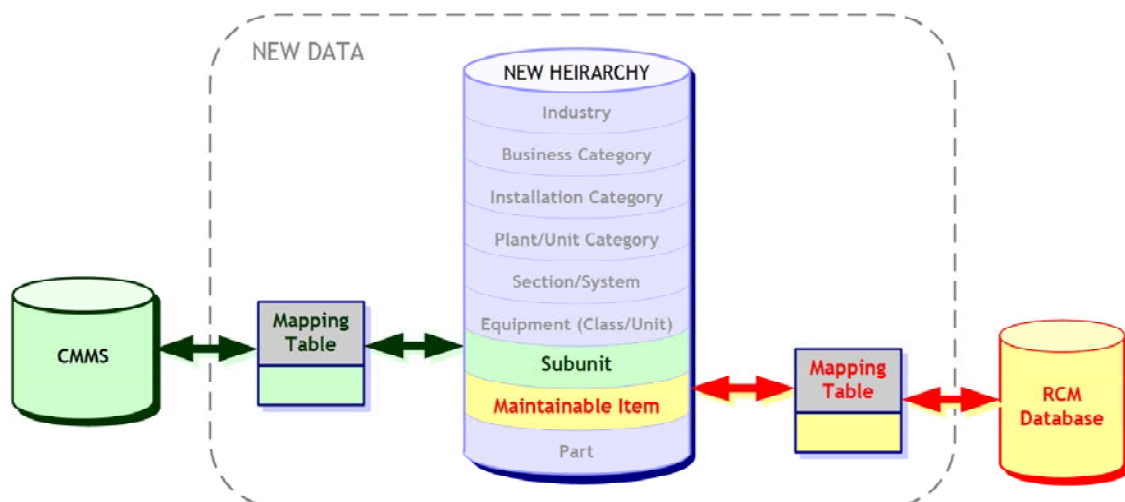 NEW DATA
NEW HEIRARCHY
Industry
Business Category
Installation Category
Plant/Unit Category
Section/System
Equipment (Class/Unit)
Subunit
Maintainable Item
Part
CMMS
Mapping
Table
Mapping
Table
RCM
Database